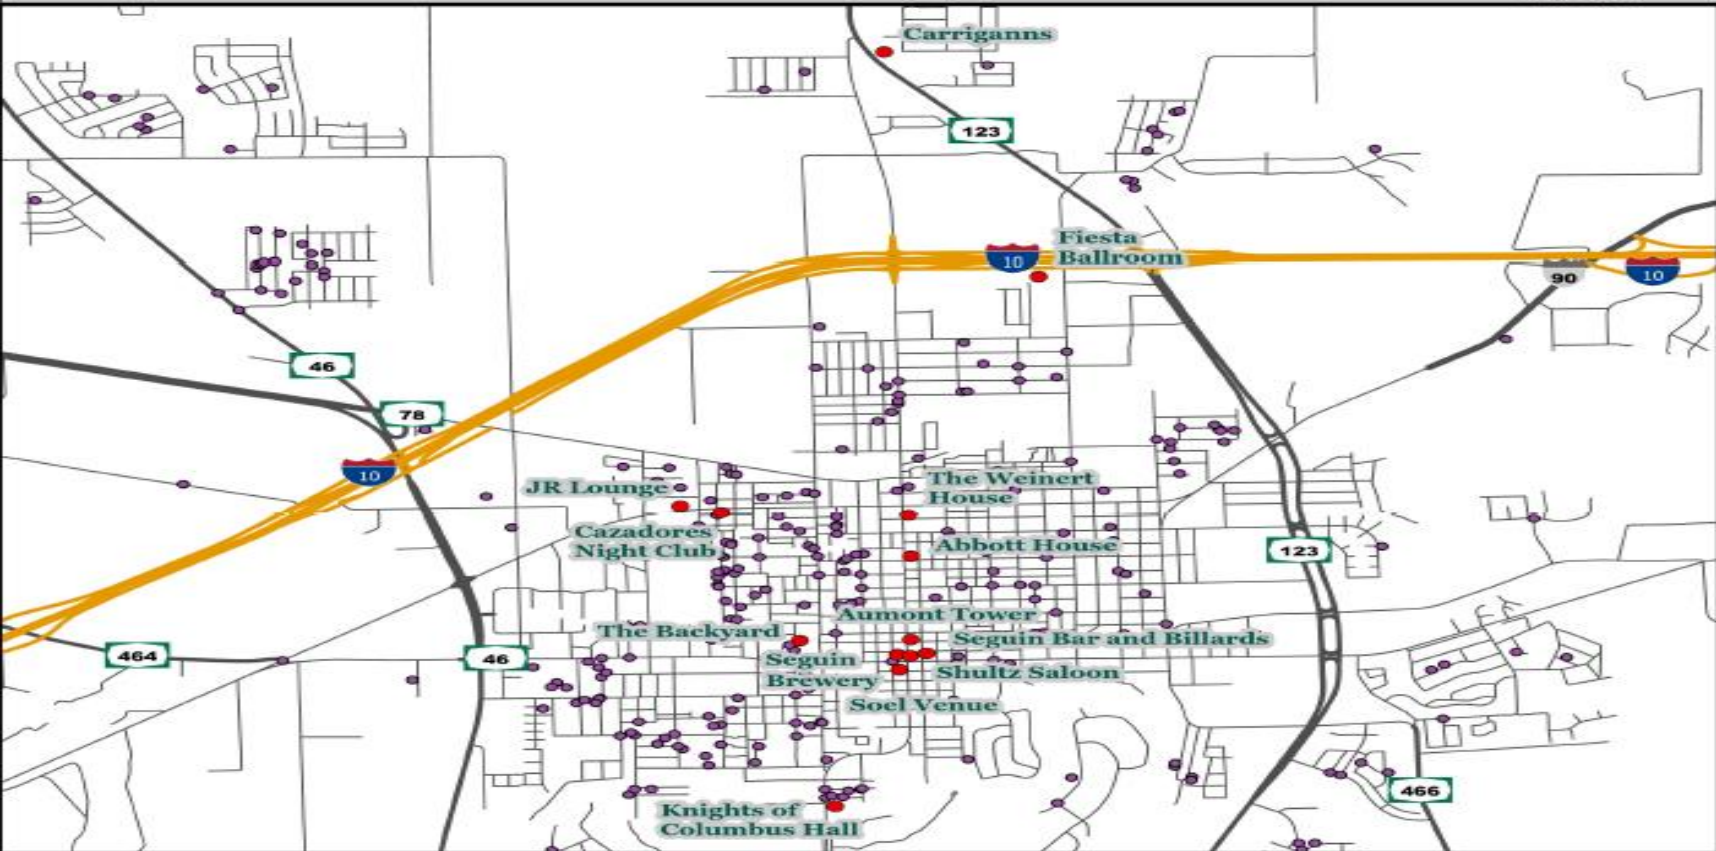 Carriganns
123
Fiesta
Ballroom
10
90
10
46
78
10
JR Lounge
The Weinert
House
Cazadores
Night Club
Abbott House
123
Aumont Tower
The Backyard
Seguin Bar and Billards
464
46
Seguin
Brewery
Shultz Saloon
Soel Venue
466
Knights of
Columbus Hall